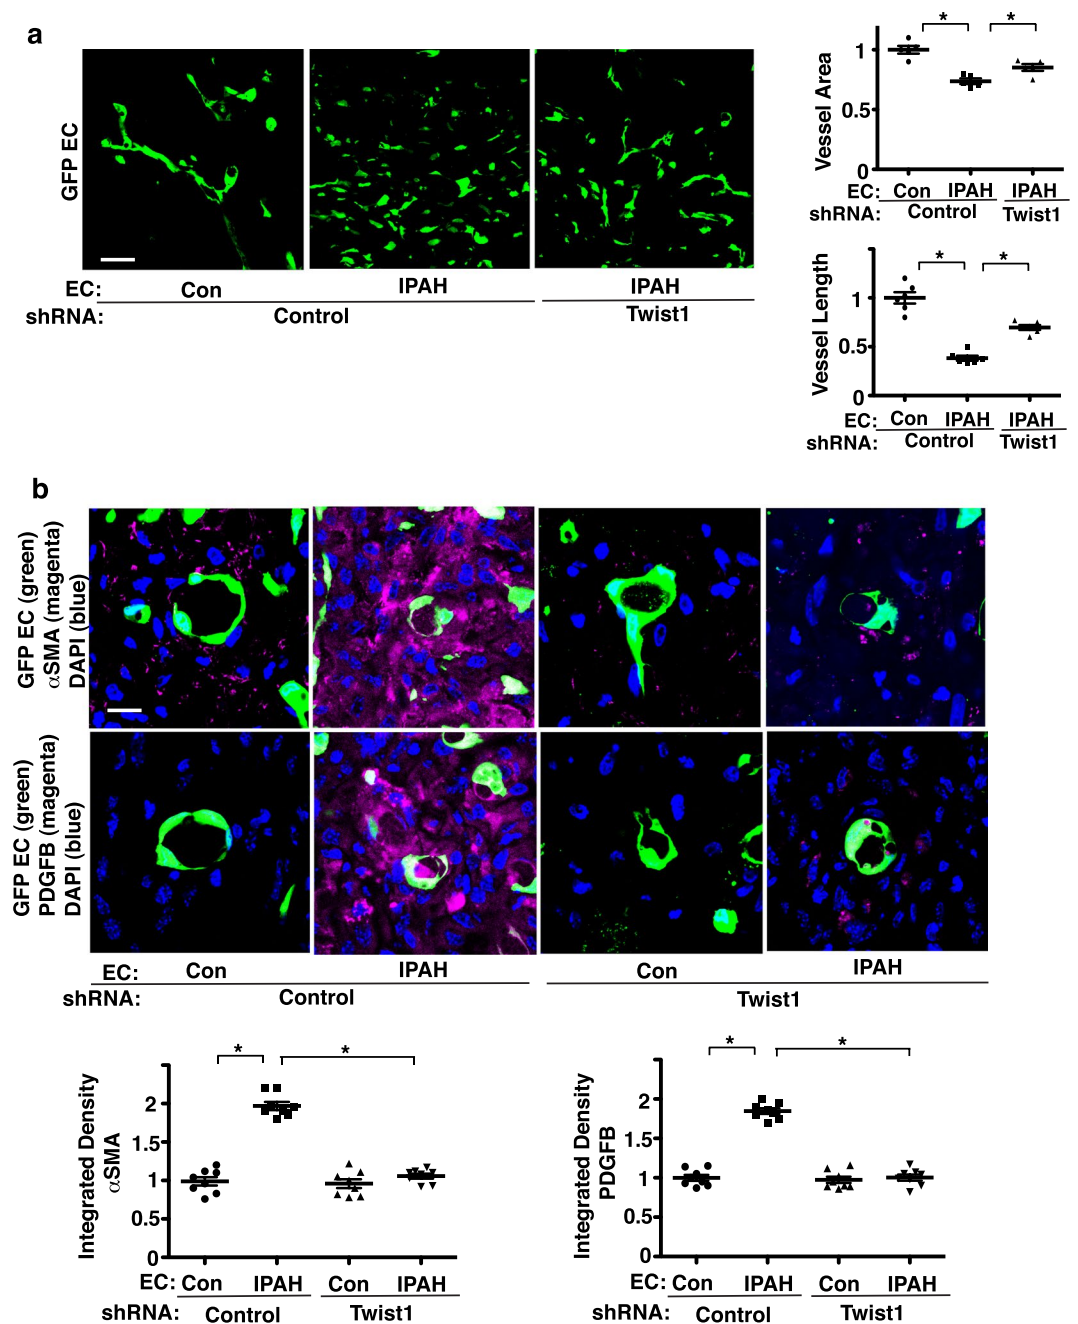 a
GFP EC
EC: Con IPAH IPAH
shRNA: Control Twist1
* *
Vessel Area
1
0.5
0
EC: Con IPAH IPAH
shRNA: Control Twist1
* *
Vessel Length
1
0.5
0
EC: Con IPAH IPAH
shRNA: Control Twist1
b
GFP EC (green)
αSMA (magenta)
DAPI (blue)
GFP EC (green)
PDGFB (magenta)
DAPI (blue)
EC: Con IPAH Con IPAH
shRNA: Control Twist1
* *
Integrated Density
αSMA
2
1.5
1
0.5
0
EC: Con IPAH Con IPAH
shRNA: Control Twist1
* *
Integrated Density
PDGFB
2
1.5
1
0.5
0
EC: Con IPAH Con IPAH
shRNA: Control Twist1